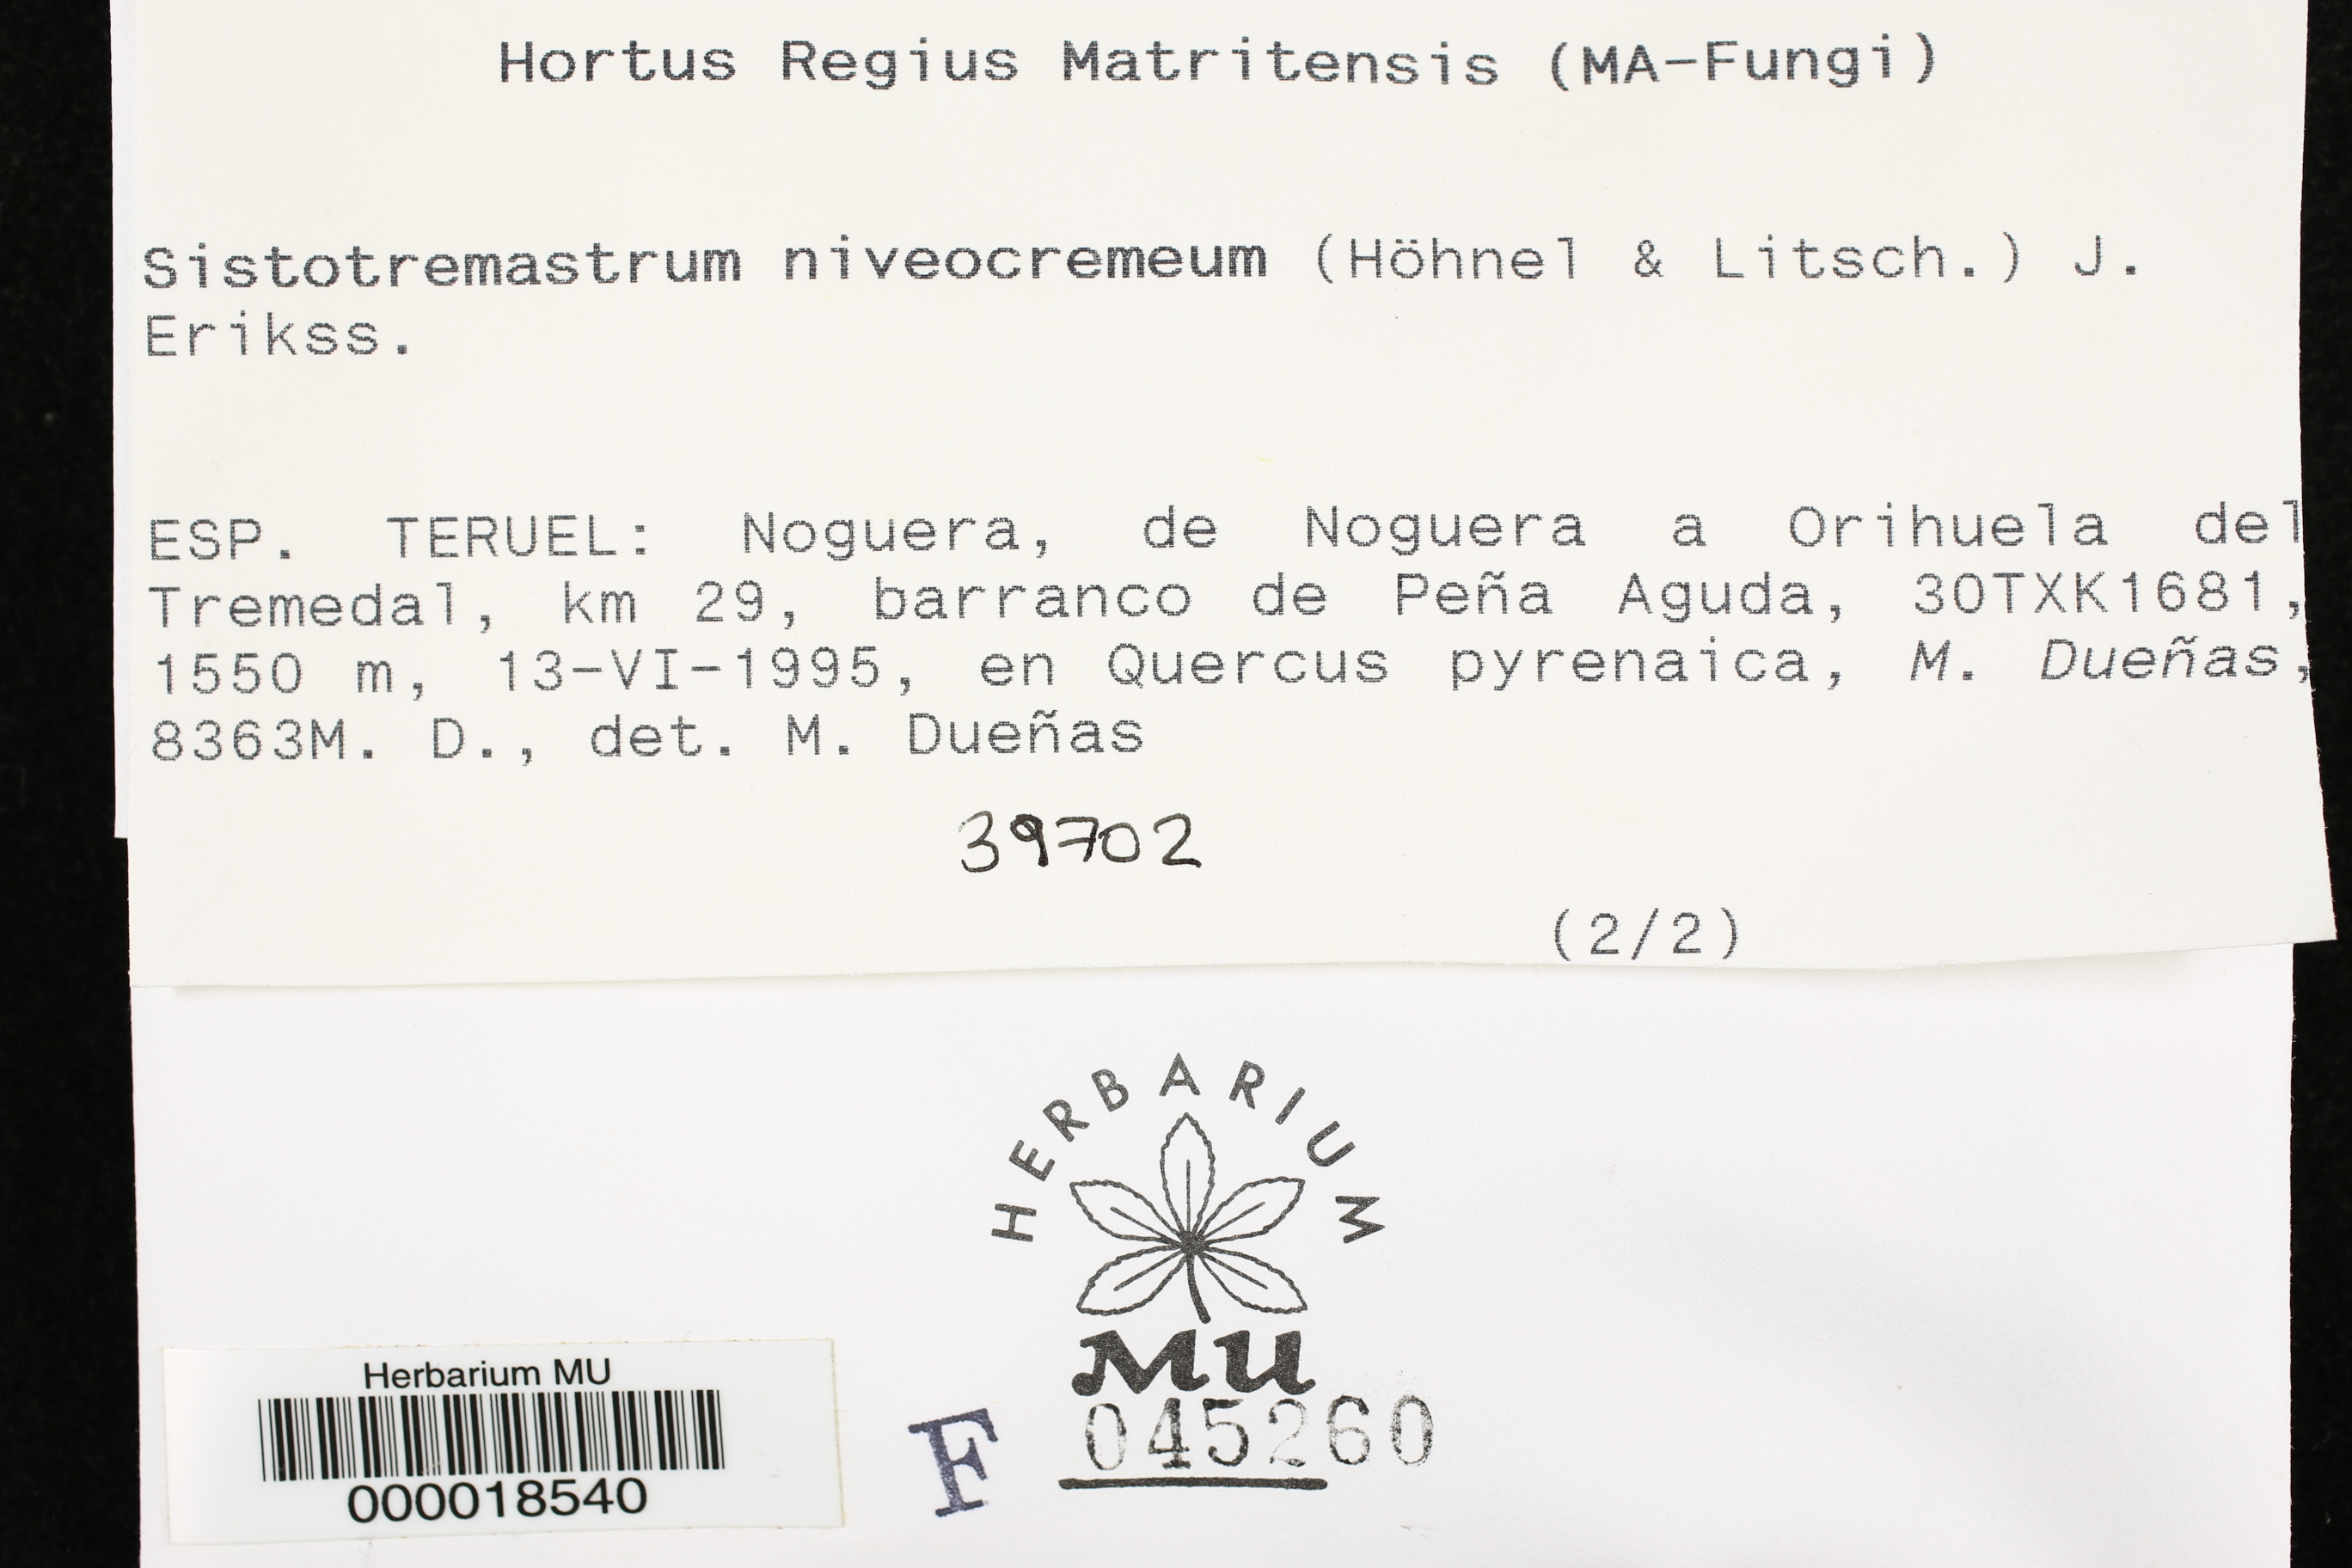 Hortus Regius Matritensis (MA-Fungi)
Sistotremastrum niveocremeum (Höhnel & Litsch.) J.
Erikss.
ESP. TERUEL: Noguera, de Noguera a Orihuela del
Tremedal, km 29, barranco de Peña Aguda, 30TXK1681,
1550 m, 13-VI-1995, en Quercus pyrenaica, M. Dueñas,
8363M. D., det. M. Dueñas
39702
(2/2)
HERBARIUM
MU
F 045260
Herbarium MU
000018540